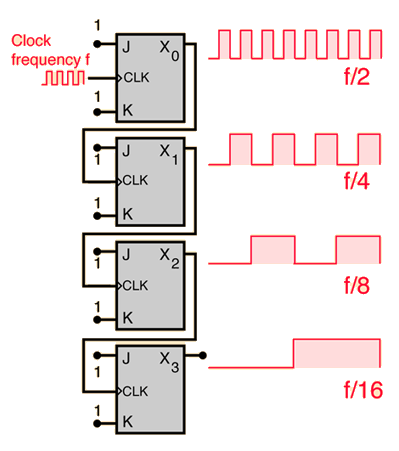 1
Clock
frequency f
J X0
CLK
1
K
f/2
J X1
1
CLK
1
K
f/4
J X2
1
CLK
1
K
f/8
J X3
1
CLK
1
K
f/16